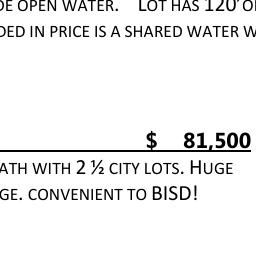 DE OPEN WATER. LOT HAS 120' O
DED IN PRICE IS A SHARED WATER W
$ 81,500
ATH WITH 2 ½ CITY LOTS. HUGE
GE. CONVENIENT TO BISD!